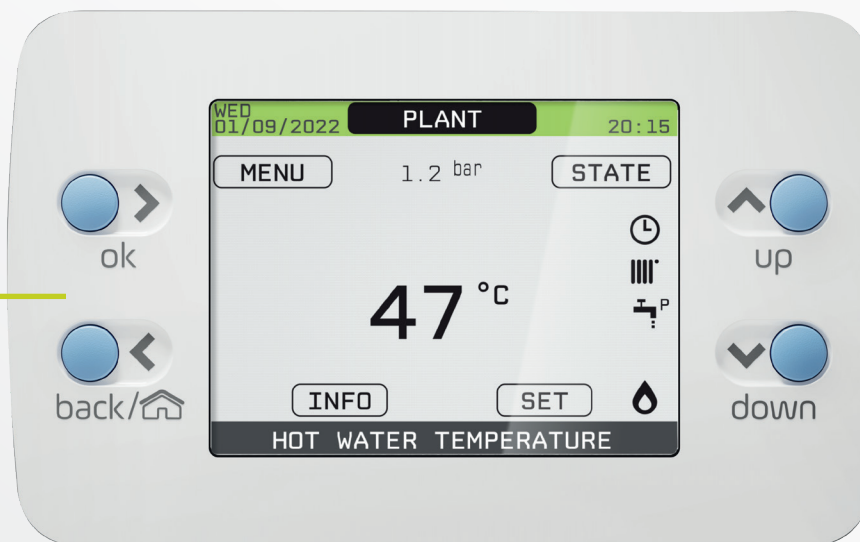 WED
01/09/2022
PLANT
20:15
MENU
1.2 bar
STATE
ok
up
P
47 °C
INFO
SET
back/
down
HOT WATER TEMPERATURE